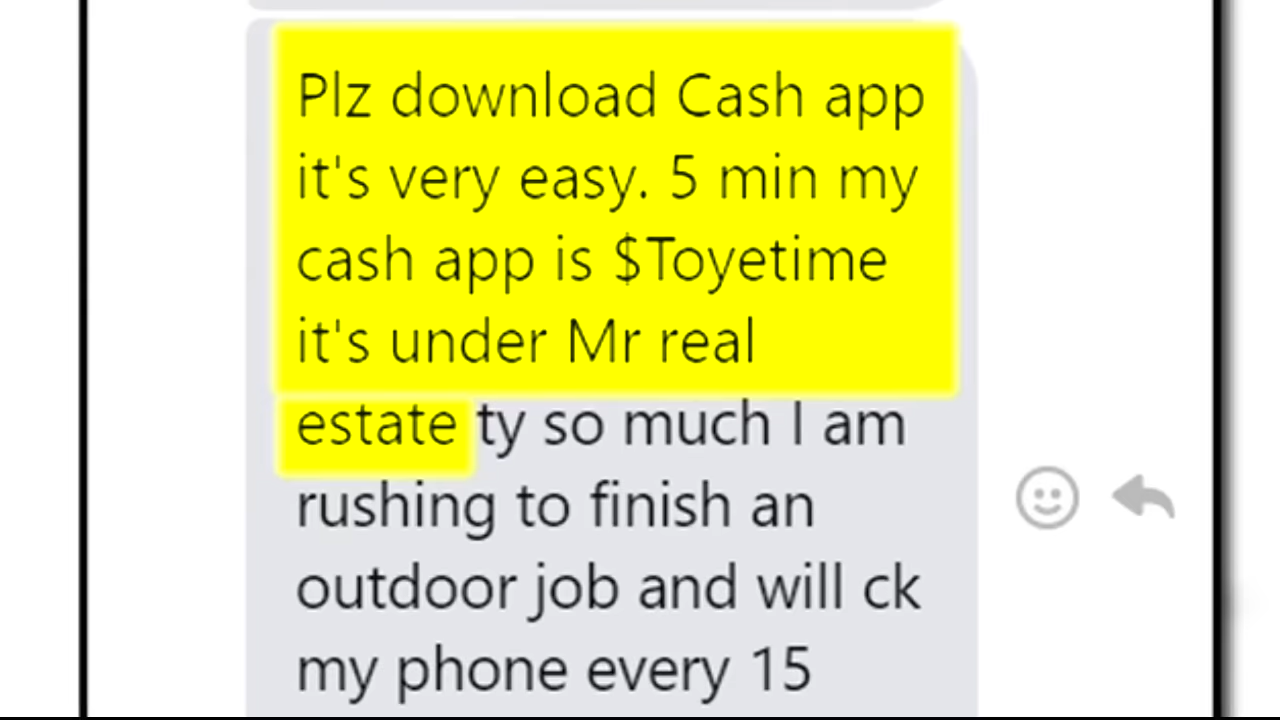 Plz download Cash app
it's very easy. 5 min my
cash app is $Toyetime
it's under Mr real
estate ty so much I am
rushing to finish an
outdoor job and will ck
my phone every 15